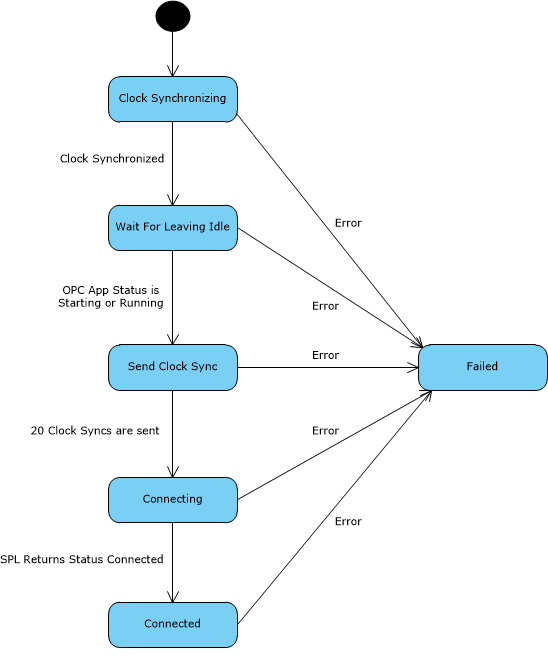 Clock Synchronizing
Clock Synchronized
Error
Wait For Leaving Idle
OPC App Status is
Starting or Running
Error
Send Clock Sync
Error
Failed
20 Clock Syncs are sent
Error
Connecting
Error
SPL Returns Status Connected
Connected